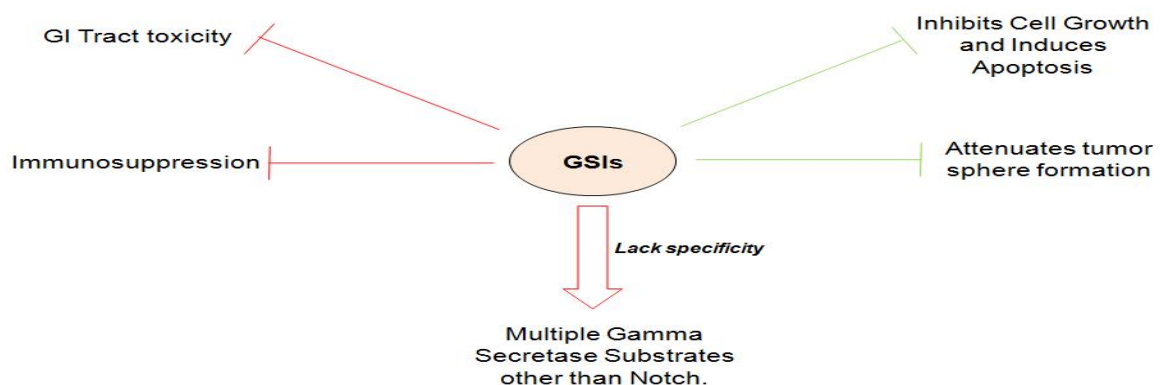 GI Tract toxicity
Inhibits Cell Growth
and Induces
Apoptosis
Immunosuppression
GSIs
Attenuates tumor
sphere formation
Lack specificity
Multiple Gamma
Secretase Substrates
other than Notch.